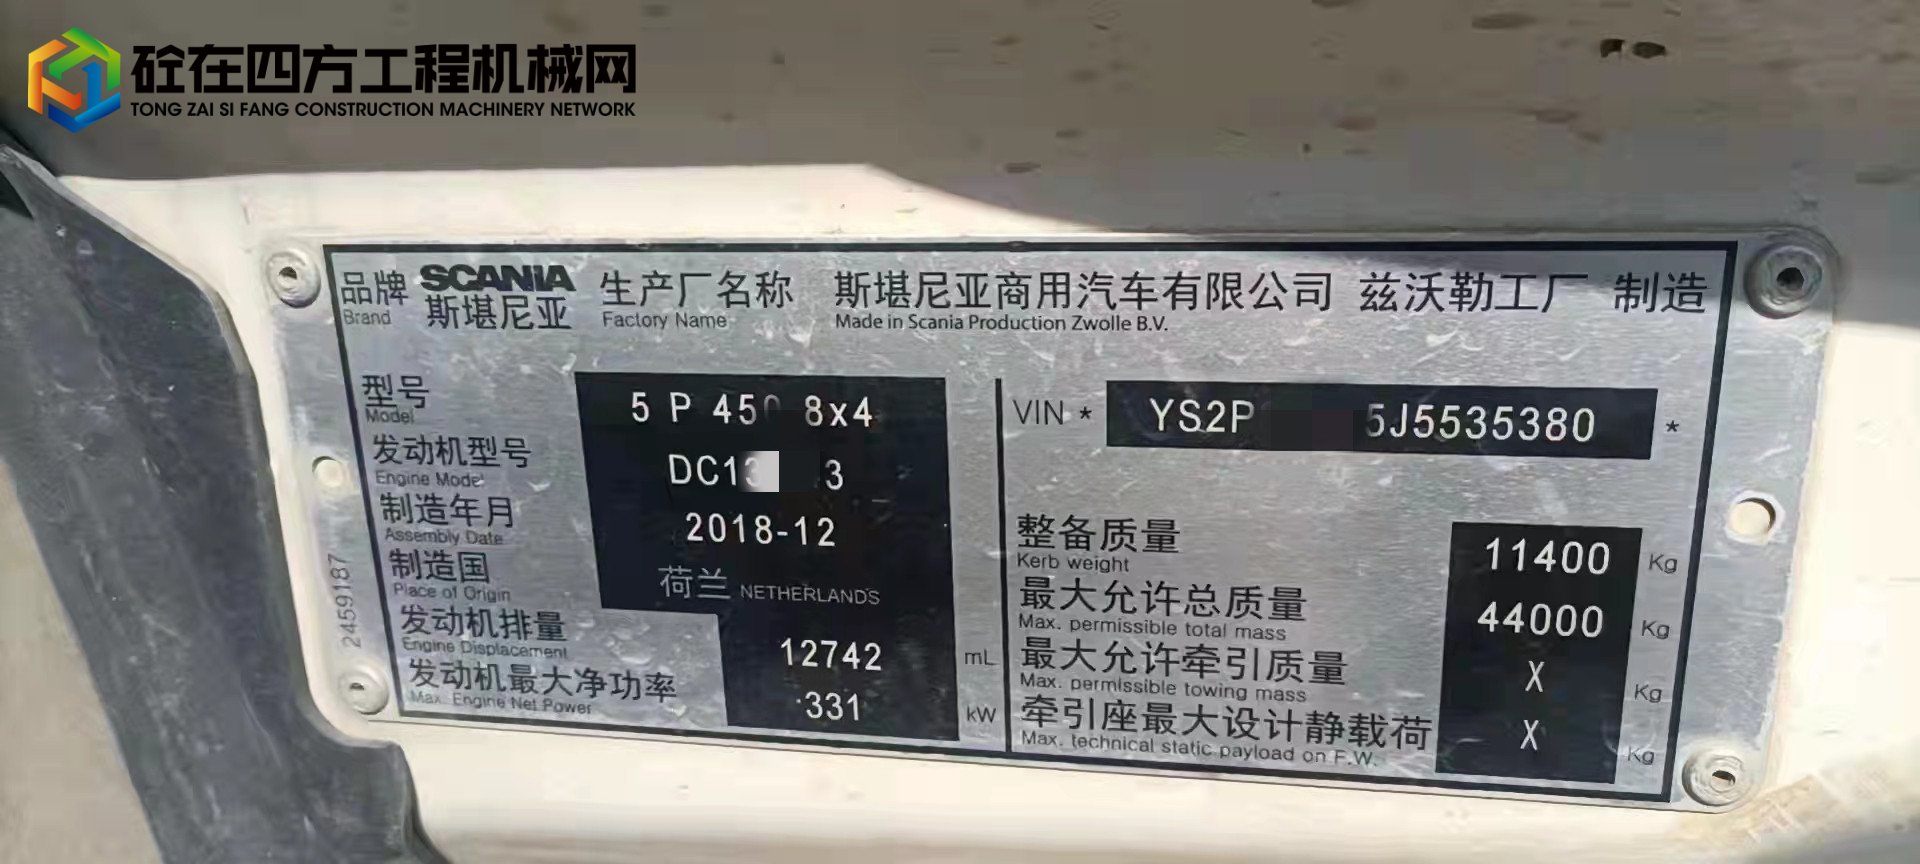 砼在四方工程机械网
TONG ZAI SI FANG CONSTRUCTION MACHINERY NETWORK
品牌 SCANIA 生产厂名称 斯堪尼亚商用汽车有限公司 兹沃勒工厂 制造
Brand 斯堪尼亚 Factory Name Made in Scania Production Zwolle B.V.
型号 5 P 450 8x4
Model
发动机型号 DC13 3
Engine Model
制造年月 2018-12
Assembly Date
制造国 荷兰 NETHERLANDS
Place of Origin
发动机排量 12742 mL
Engine Displacement
发动机最大净功率 331 kW
Max. Engine Net Power
2459187
VIN * YS2P 5J5535380 *
整备质量 11400 Kg
Kerb weight
最大允许总质量 44000 Kg
Max. permissible total mass
最大允许牵引质量 X Kg
Max. permissible towing mass
牵引座最大设计静载荷 X Kg
Max. technical static payload on F.W.